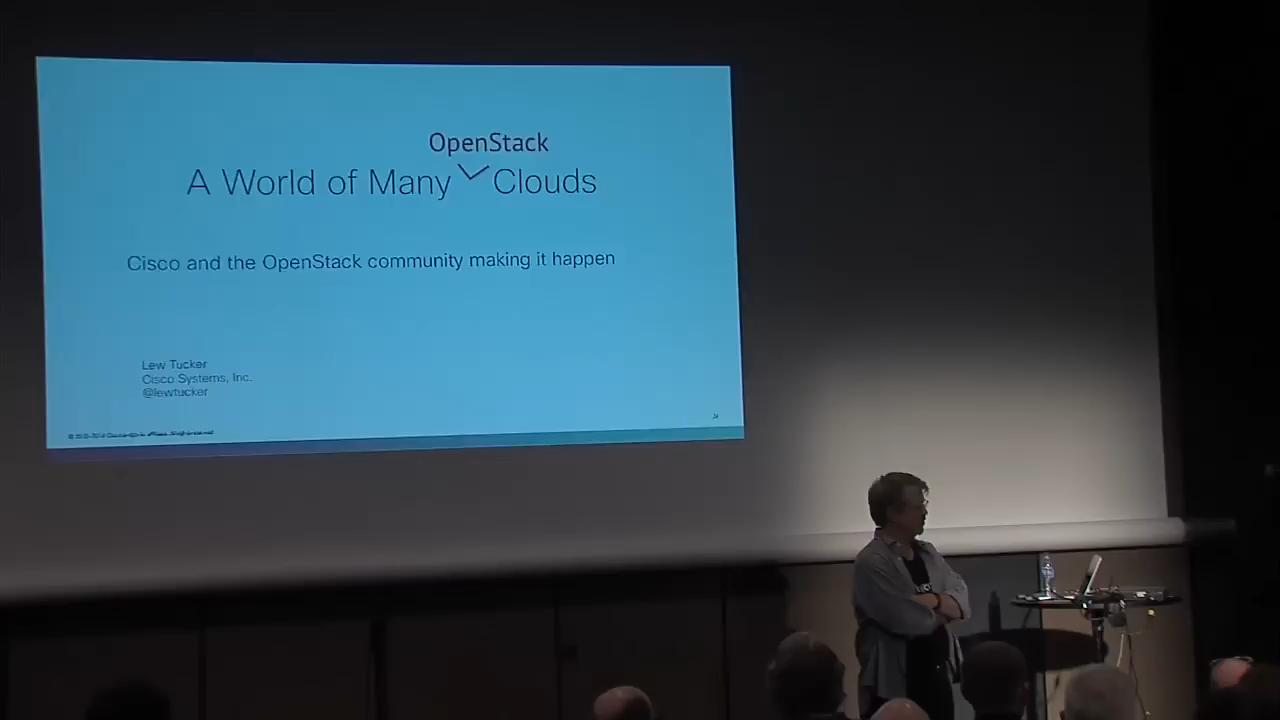 OpenStack
A World of Many Clouds
Cisco and the OpenStack community making it happen
Lew Tucker
Cisco Systems, Inc.
@lewtucker